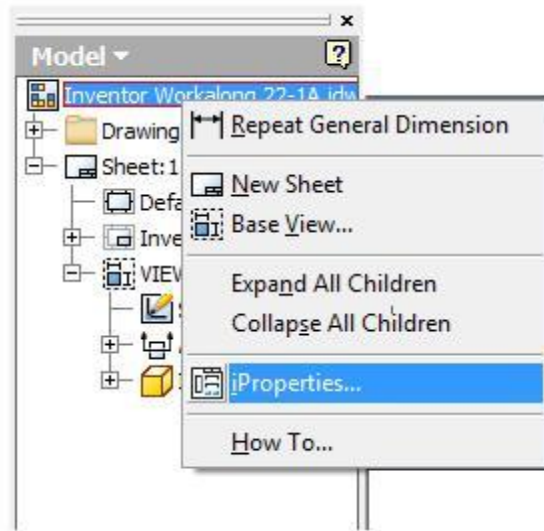 Model
Inventor Workalong 22-1A.idw
Repeat General Dimension
Drawing
Sheet:1
New Sheet
Defa
Base View...
Inve
VIEW
Expand All Children
Collapse All Children
iProperties...
How To...